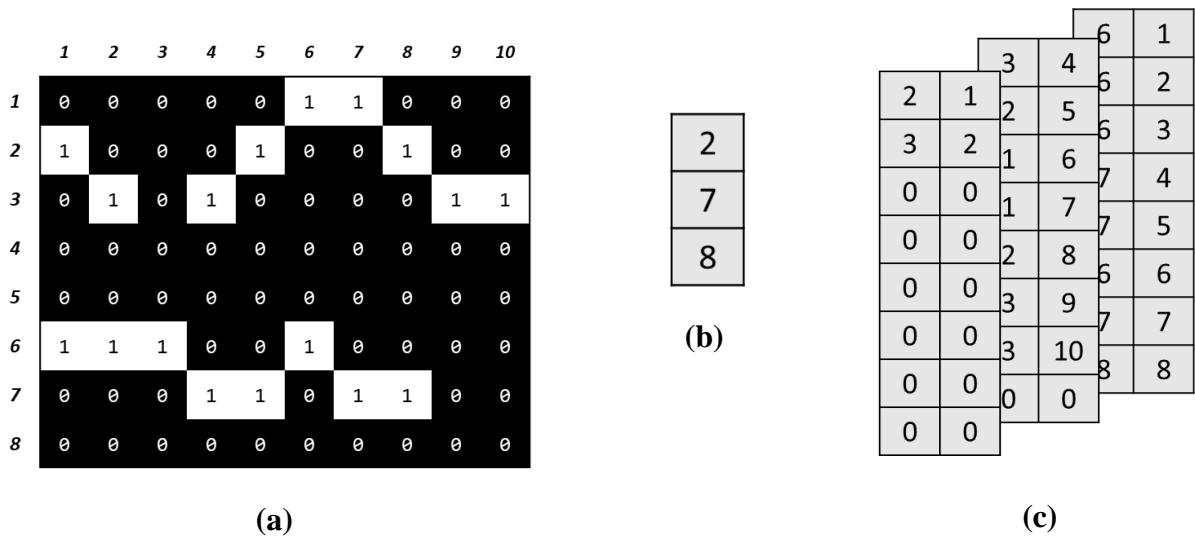 1 2 3 4 5 6 7 8 9 10
1 0 0 0 0 0 1 1 0 0 0
2 1 0 0 0 1 0 0 1 0 0
3 0 1 0 1 0 0 0 0 1 1
4 0 0 0 0 0 0 0 0 0 0
5 0 0 0 0 0 0 0 0 0 0
6 1 1 1 0 0 1 0 0 0 0
7 0 0 0 1 1 0 1 1 0 0
8 0 0 0 0 0 0 0 0 0 0
(a)
2
7
8
(b)
2 1
3 2
0 0
0 0
0 0
0 0
0 0
0 0
3 4
2 5
1 6
1 7
2 8
3 9
3 10
0 0
6 1
6 2
6 3
7 4
7 5
6 6
7 7
8 8
(c)